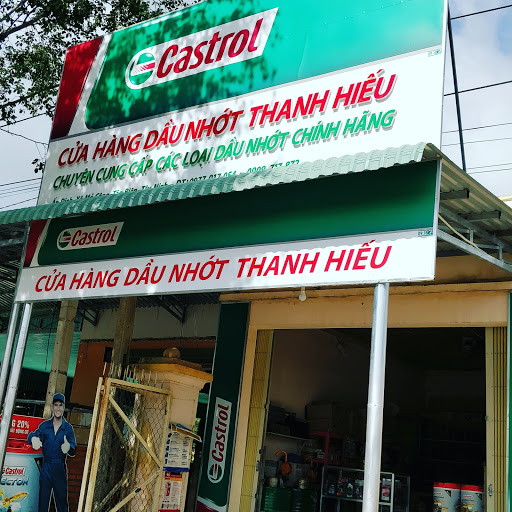 Castrol
CỬA HÀNG DẦU NHỚT THANH HIẾU
CHUYÊN CUNG CẤP CÁC LOẠI DẦU NHỚT CHÍNH HÃNG
Castrol
CỬA HÀNG DẦU NHỚT THANH HIẾU
Castrol
20%
Castrol